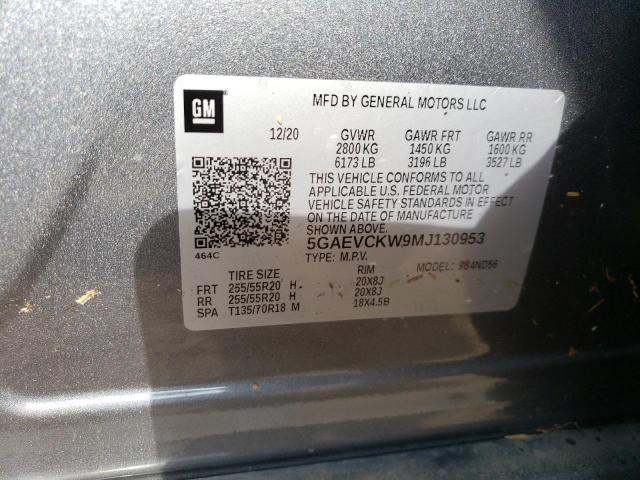 GM
MFD BY GENERAL MOTORS LLC
12/20 GVWR GAWR FRT GAWR RR
2800 KG 1450 KG 1600 KG
6173 LB 3196 LB 3527 LB
THIS VEHICLE CONFORMS TO ALL
APPLICABLE U.S. FEDERAL MOTOR
VEHICLE SAFETY STANDARDS IN EFFECT
ON THE DATE OF MANUFACTURE
SHOWN ABOVE.
5GAEVCKW9MJ130953
464C
TYPE: M.P.V. MODEL:
TIRE SIZE RIM
FRT 255/55R20 H 20X8J
RR 255/55R20 H 20X8J
SPA T135/70R18 M 18X4.5B